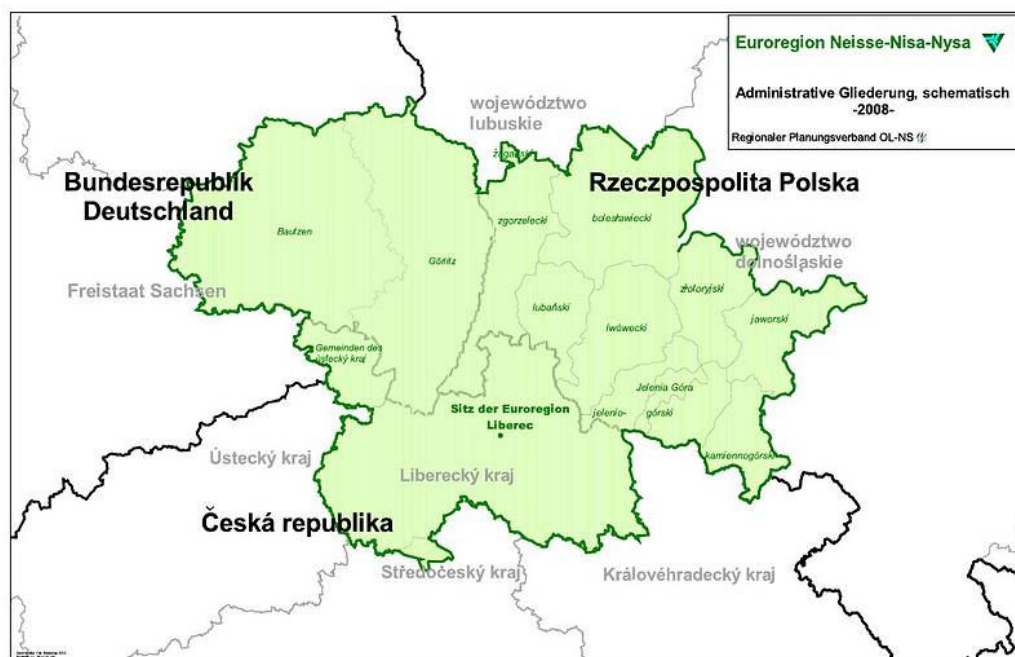 Euroregion Neisse-Nisa-Nysa
Administrative Gliederung, schematisch
-2008-
Regionaler Planungsverband OL-NS
województwo
lubuskie
żagański
Bundesrepublik
Deutschland
Rzeczpospolita Polska
Bautzen
zgorzelecki
bolesławiecki
Görlitz
województwo
dolnośląskie
Freistaat Sachsen
złotoryjski
lubański
lwówecki
jaworski
Gemeinden des
ústecký kraj
Jelenia Góra
jelenio-
górski
Sitz der Euroregion
Liberec
kamiennogórski
Ústecký kraj
Liberecký kraj
Česká republika
Středočeský kraj
Královéhradecký kraj